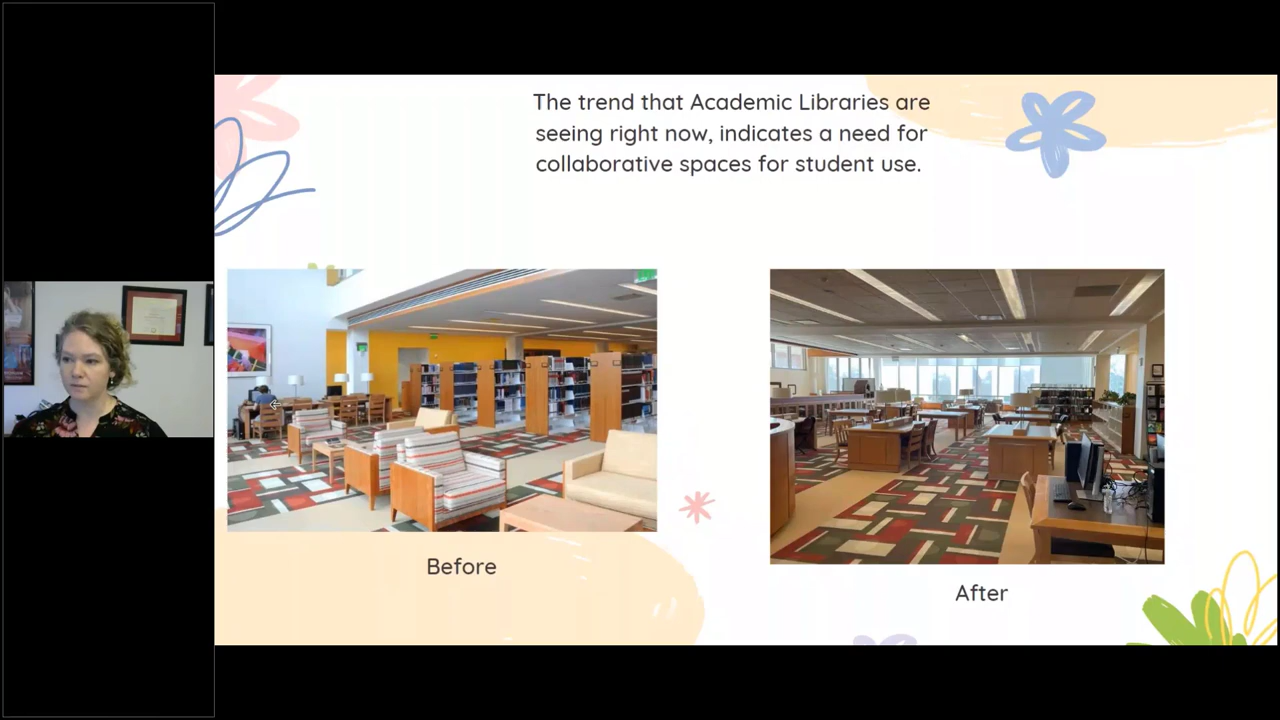 The trend that Academic Libraries are
seeing right now, indicates a need for
collaborative spaces for student use.
Before
After